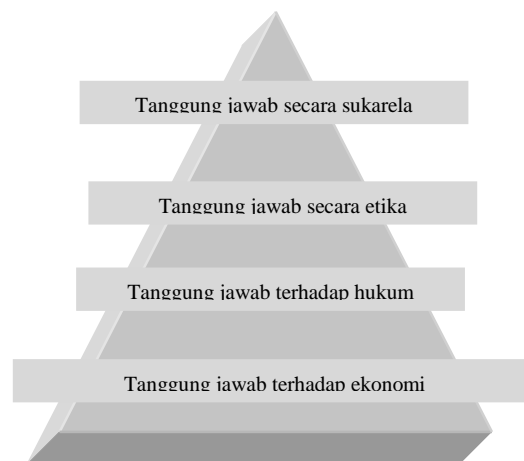 Tanggung jawab secara sukarela
Tanggung jawab secara etika
Tanggung jawab terhadap hukum
Tanggung jawab terhadap ekonomi